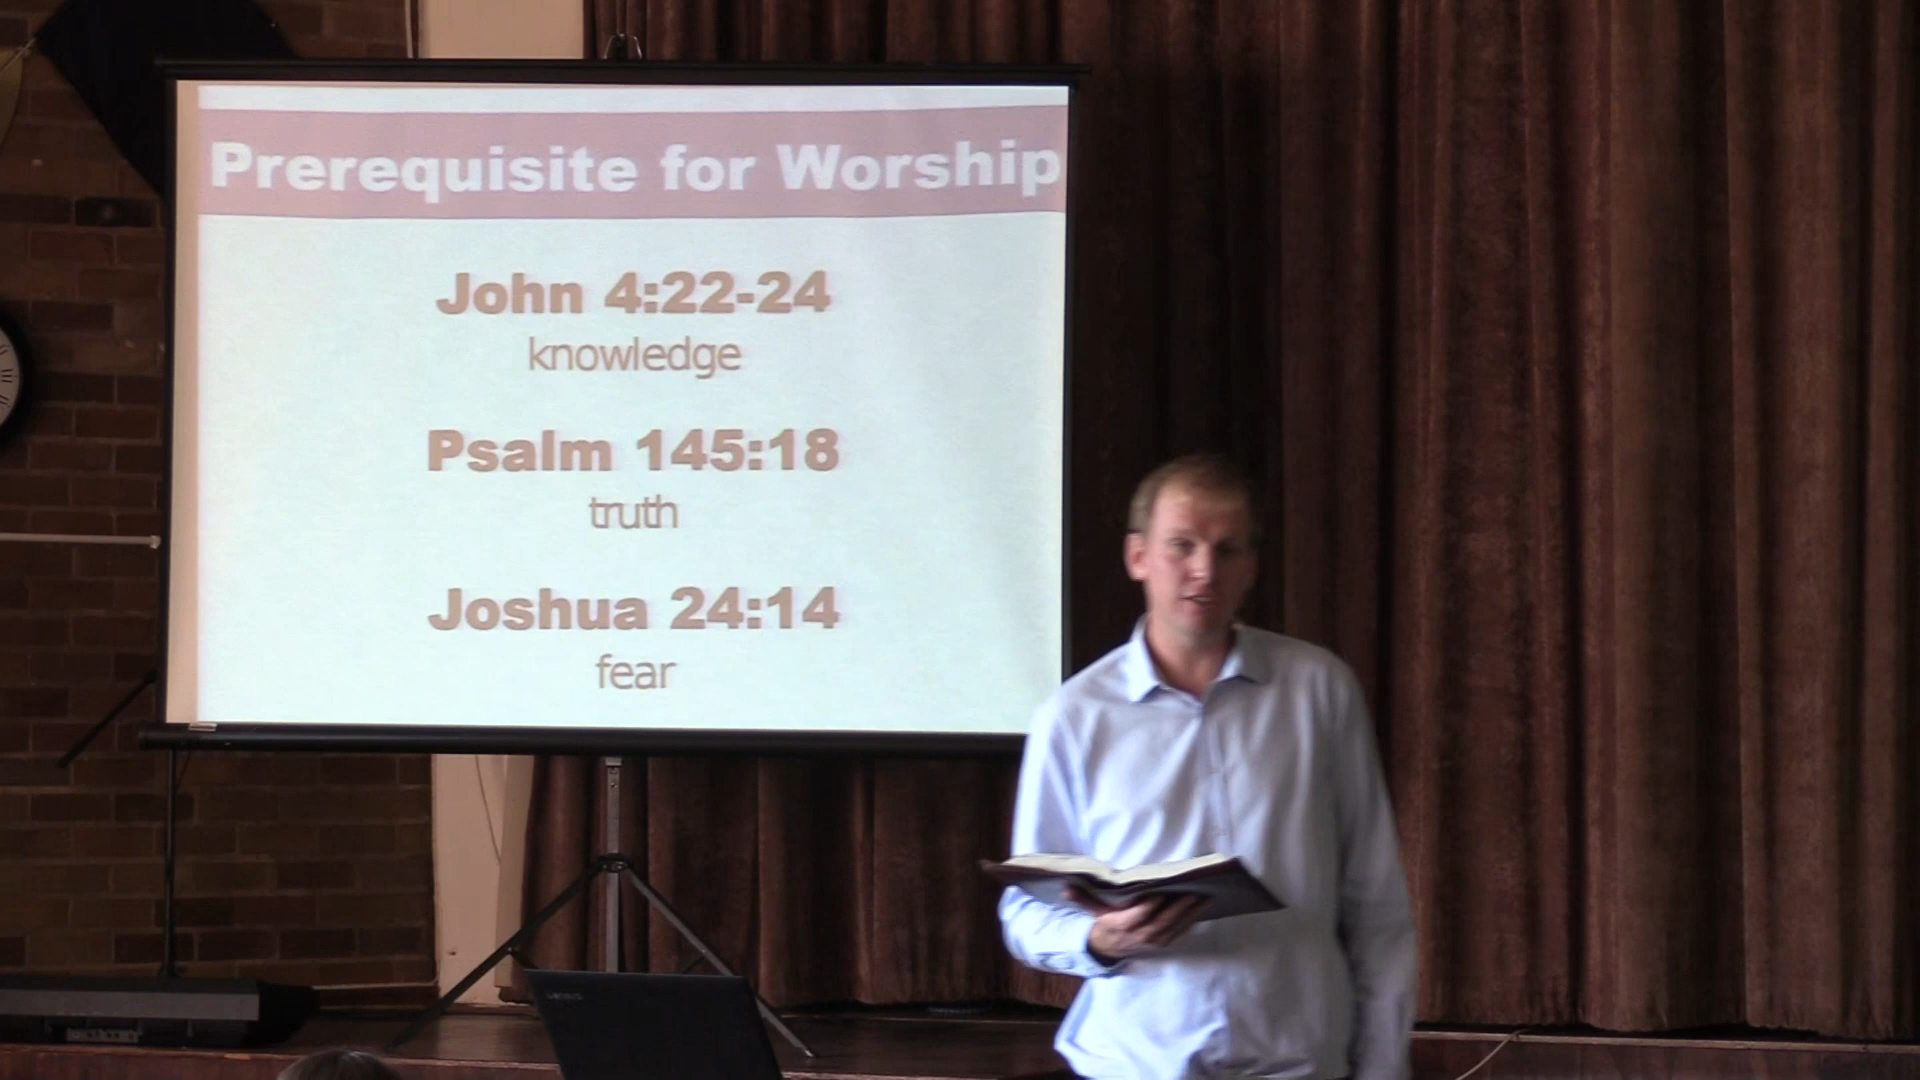 Prerequisite for Worship
John 4:22-24
knowledge
Psalm 145:18
truth
Joshua 24:14
fear